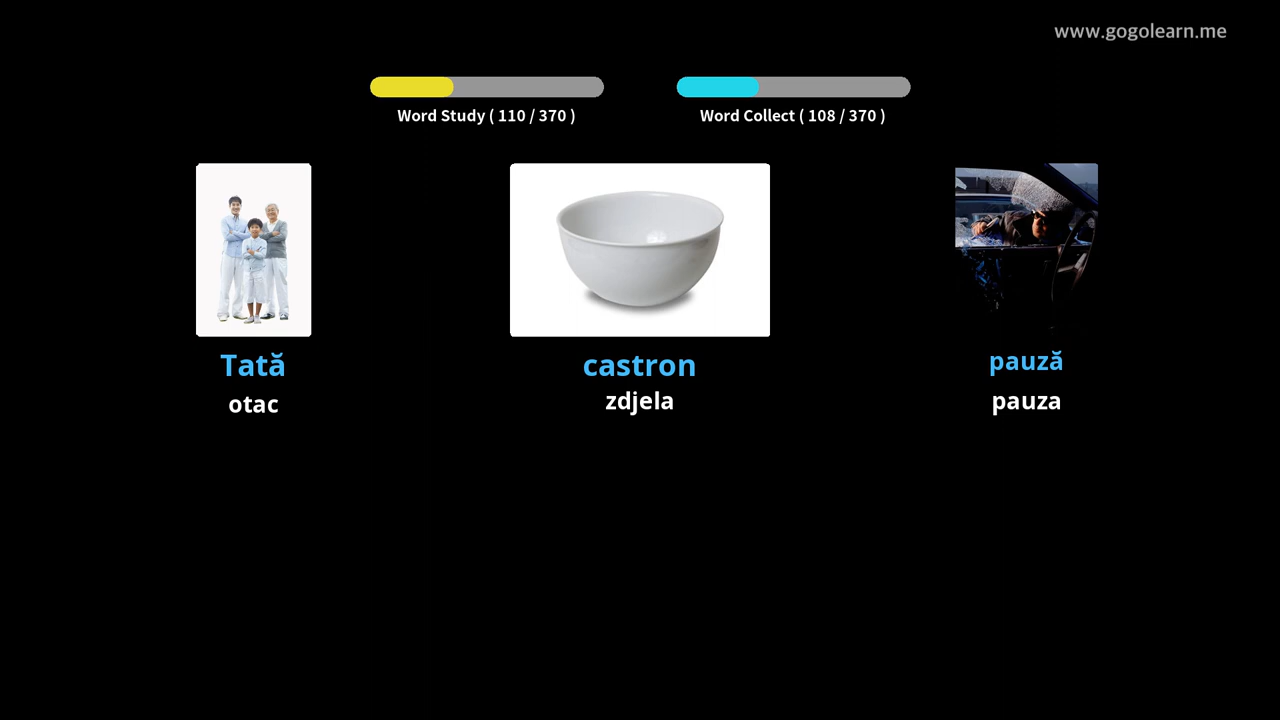 www.gogolearn.me
Word Study ( 110 / 370 )
Word Collect ( 108 / 370 )
Tată
castron
pauză
otac
zdjela
pauza